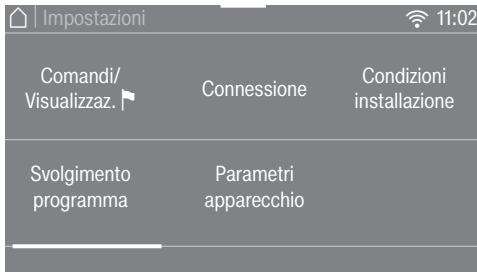 Impostazioni 11:02
Comandi/
Visualizzaz.
Connessione
Condizioni
installazione
Svolgimento
programma
Parametri
apparecchio